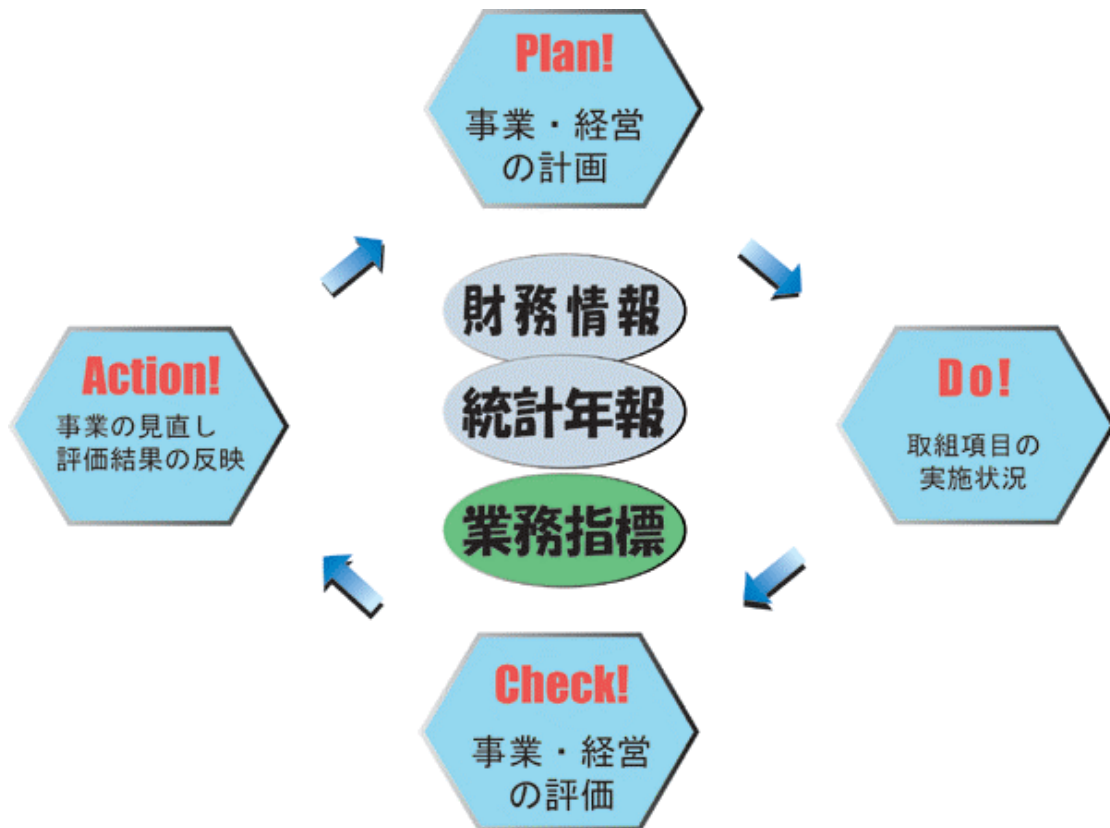 Plan!
事業・経営
の計画
財務情報
統計年報
業務指標
Action!
事業の見直し
評価結果の反映
Do!
取組項目の
実施状況
Check!
事業・経営
の評価